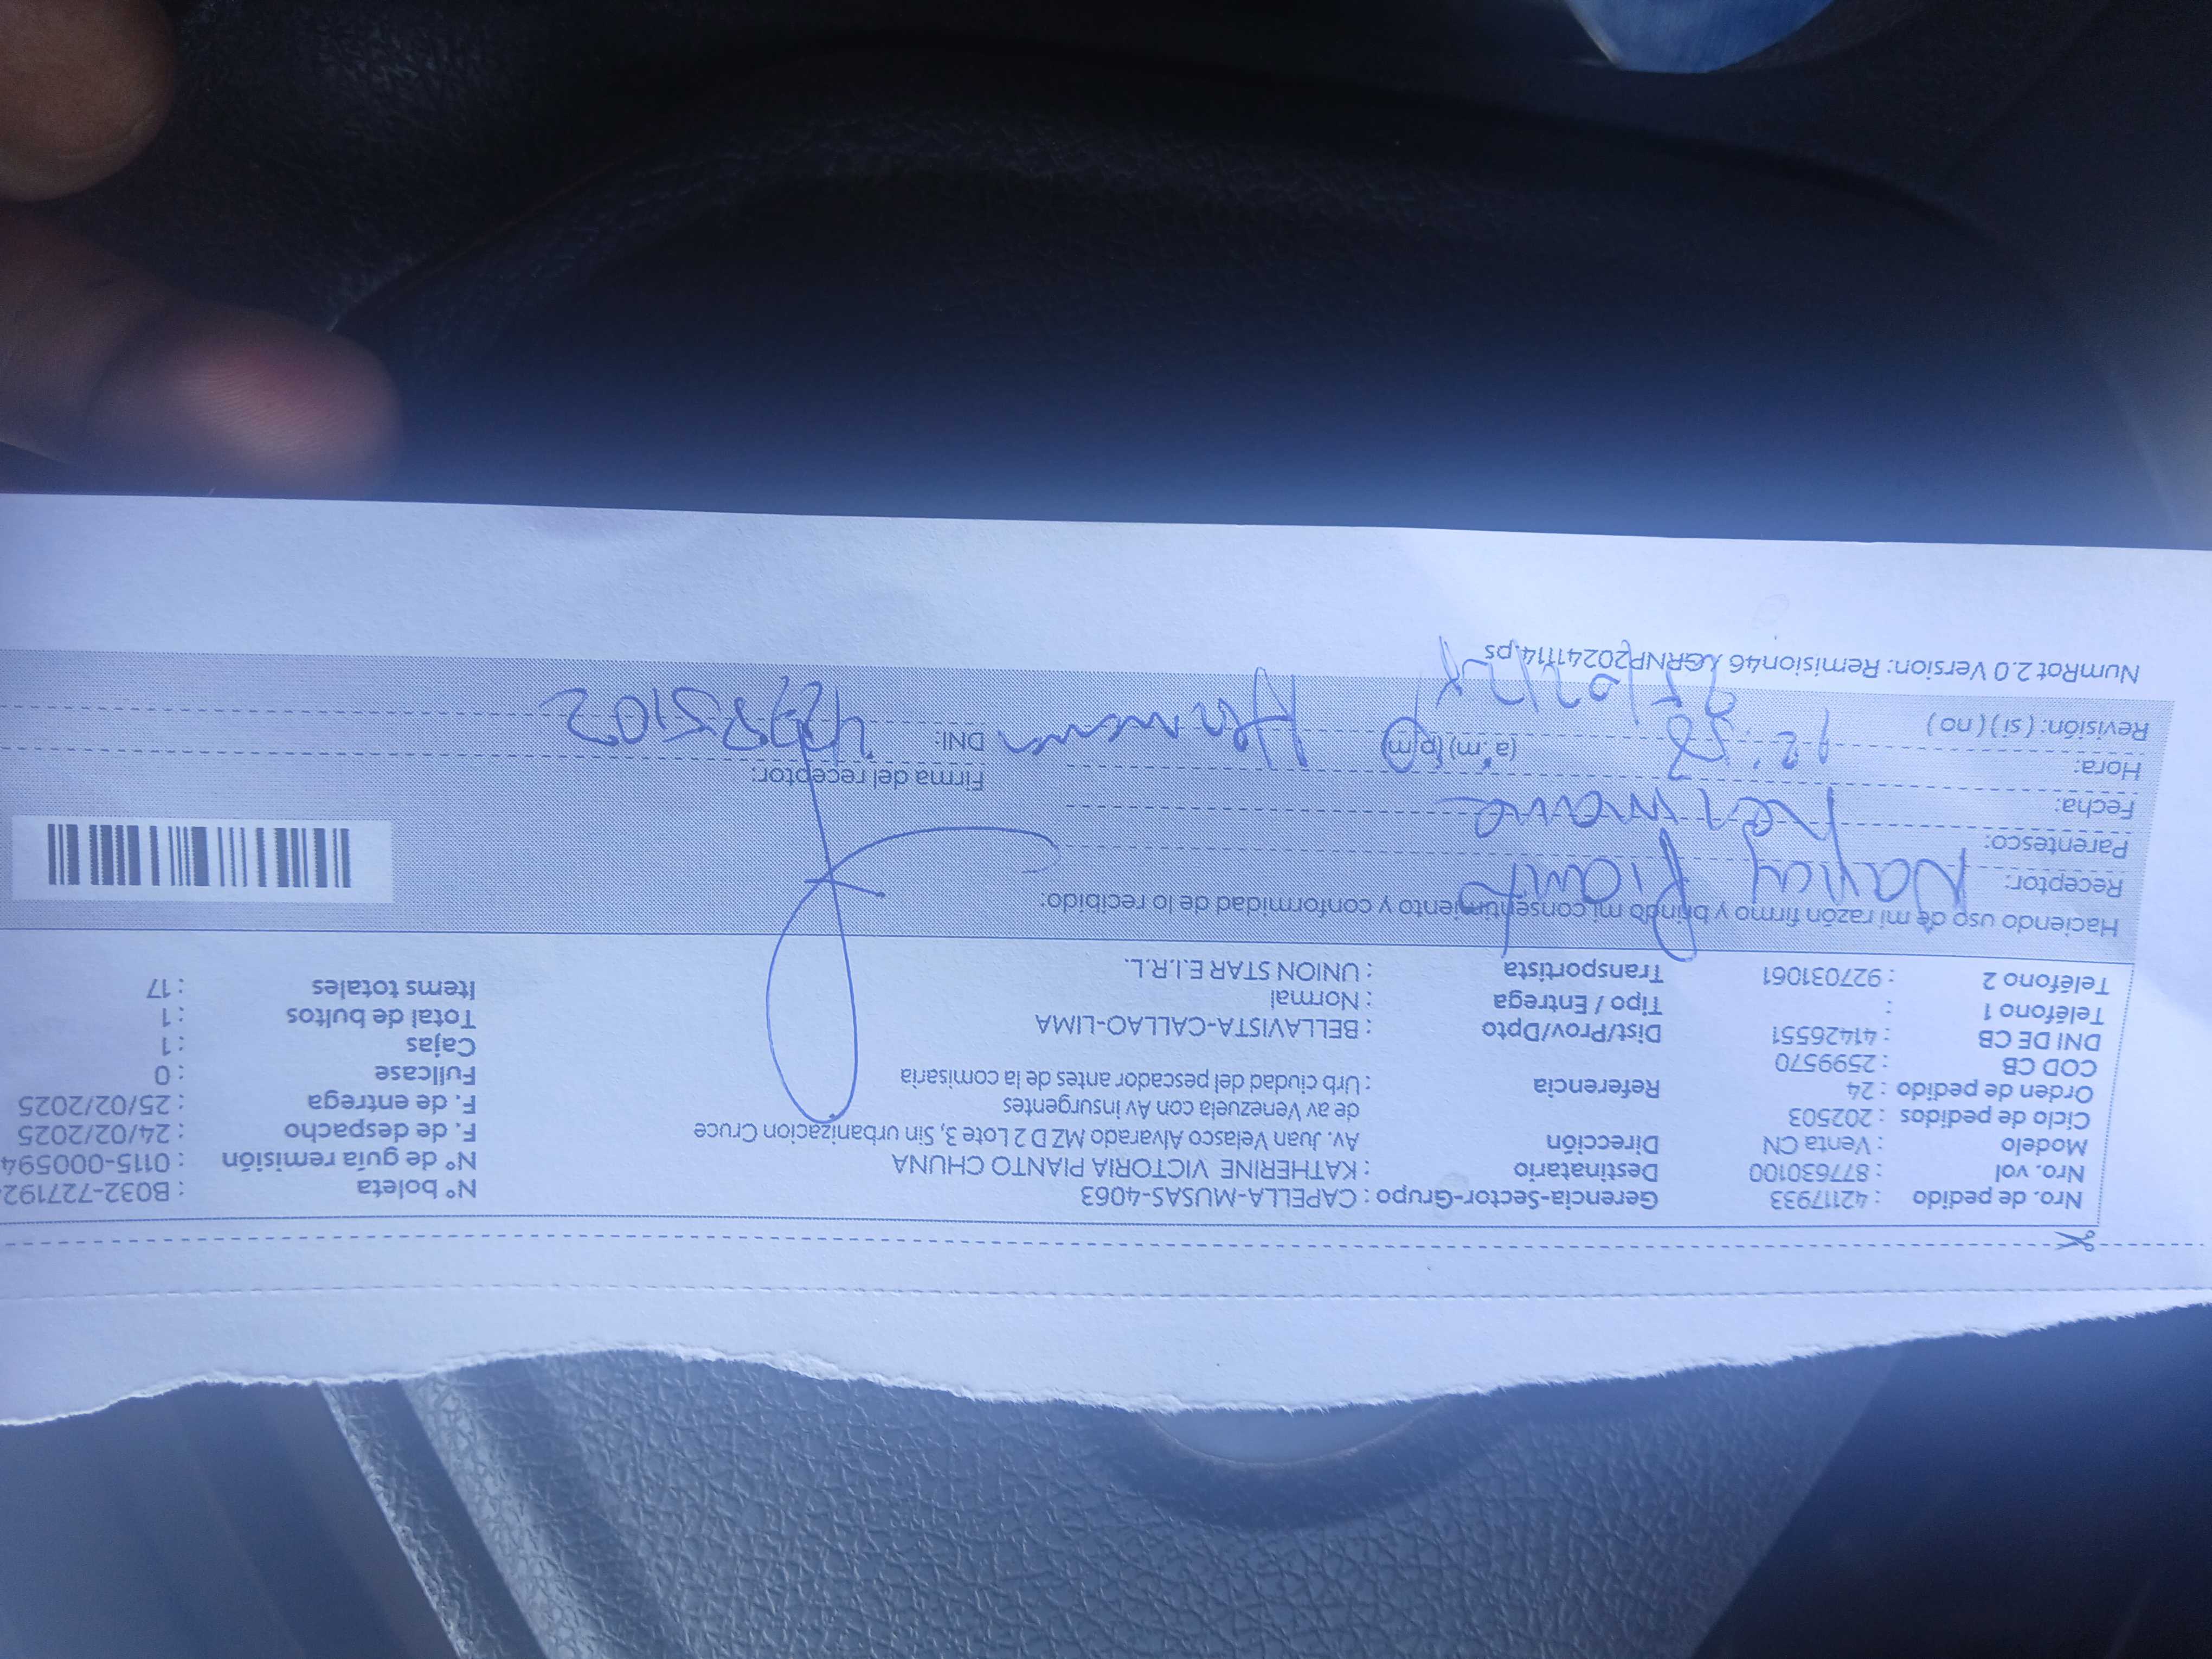 Nro. de pedido : 42117933 Gerencia-Sector-Grupo : CAPELLA-MUSAS-4063 N° boleta : B032-727192
Nro. vol : 877630100 Destinatario : KATHERINE VICTORIA PIANTO CHUNA N° de guía remisión : 0115-000594
Modelo : Venta CN Dirección Av. Juan Velasco Alvarado MZ D 2 Lote 3, Sin urbanizacion Cruce F. de despacho : 24/02/2025
Ciclo de pedidos : 202503 de av Venezuela con Av insurgentes F. de entrega : 25/02/2025
Orden de pedido : 24 Referencia : Urb ciudad del pescador antes de la comisaria Fullcase : 0
COD CB : 2599570 Cajas : 1
DNI DE CB : 41426551 Dist/Prov/Dpto : BELLAVISTA-CALLAO-LIMA Total de bultos : 1
Teléfono 1 : Tipo / Entrega : Normal Items totales : 17
Teléfono 2 : 927031061 Transportista : UNION STAR E.I.R.L.
Haciendo uso de mi razón firmo y brindo mi consentimiento y conformidad de lo recibido:
Receptor: Nancy Pianto
Parentesco: Hermana
Fecha:
Hora: 12:58 (a m) (p m) Hermana Firma del receptor:
Revisión: ( si ) ( no ) DNI:
NumRot 2.0 Version: Remision46 XGRNP20241114.ps